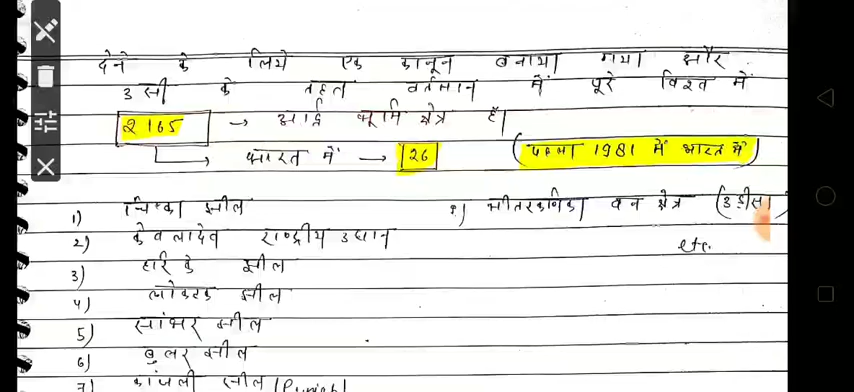 देने के लिये एक कानून बनाया गया और
उसी के तहत वर्तमान में पूरे विश्व में
2165 → आर्द्र भूमि क्षेत्र हैं।
भारत में → 26 (पहला 1981 में भारत में)
1) चिल्का झील
8) भीतरकनिका वन क्षेत्र (उडीसा)
etc.
2) केवलादेव राष्ट्रीय उधान
3) हरिके झील
4) लोकटक झील
5) सांभर झील
6) वुलर झील
7) कांजली झील (Punjab)